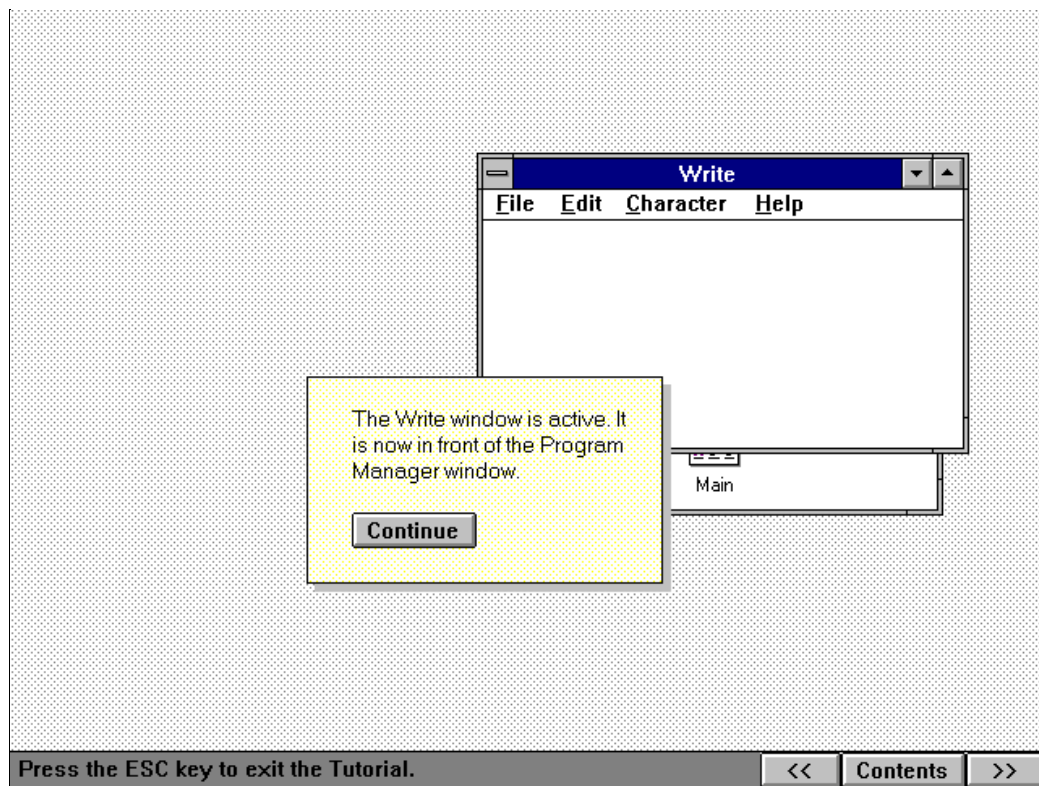 Write
File Edit Character Help
The Write window is active. It
is now in front of the Program
Manager window.
Continue
Main
Press the ESC key to exit the Tutorial. << Contents >>